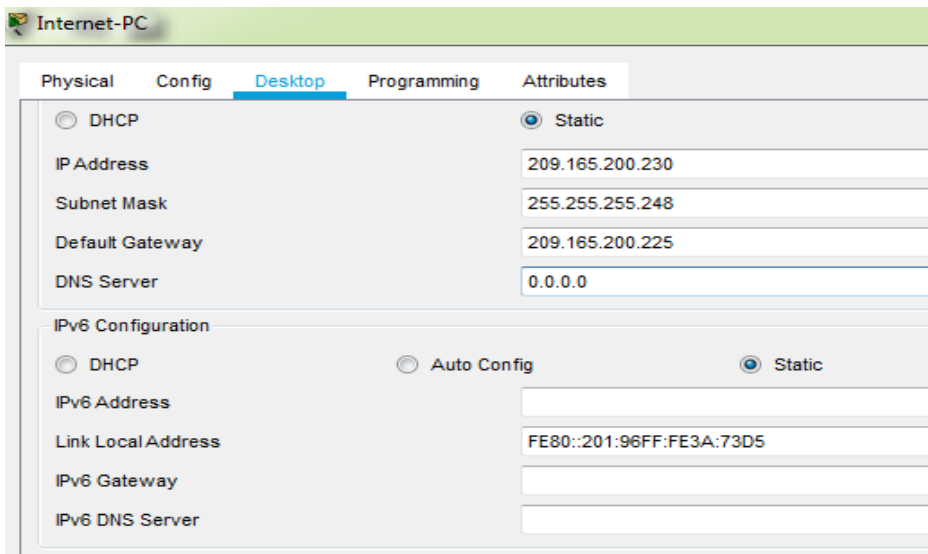 Internet-PC
Physical Config Desktop Programming Attributes
DHCP Static
IP Address 209.165.200.230
Subnet Mask 255.255.255.248
Default Gateway 209.165.200.225
DNS Server 0.0.0.0
IPv6 Configuration
DHCP Auto Config Static
IPv6 Address
Link Local Address FE80::201:96FF:FE3A:73D5
IPv6 Gateway
IPv6 DNS Server